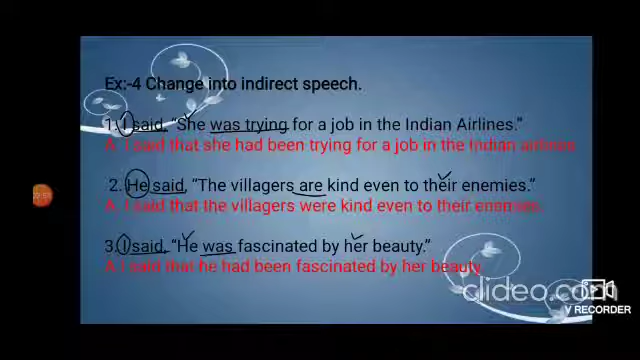 Ex:-4 Change into indirect speech.
1. I said, "She was trying for a job in the Indian Airlines."
A. I said that she had been trying for a job in the Indian airlines.
2. He said, "The villagers are kind even to their enemies."
A. I said that the villagers were kind even to their enemies.
3. I said, "He was fascinated by her beauty."
A. I said that he had been fascinated by her beauty.
clideo.com
V RECORDER